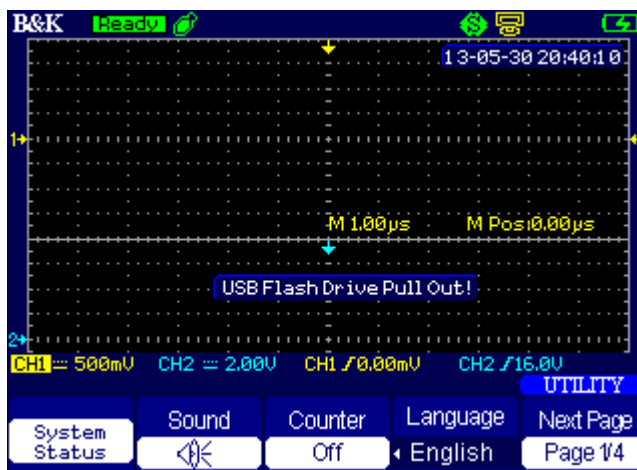 B&K Ready
13-05-30 20:40:10
1
M 1.00µs M Pos:0.00µs
USB Flash Drive Pull Out!
2
CH1 500mV CH2 2.00V CH1 0.00mV CH2 16.0V
UTILITY
System Status
Sound
Counter
Off
Language
English
Next Page
Page 1/4